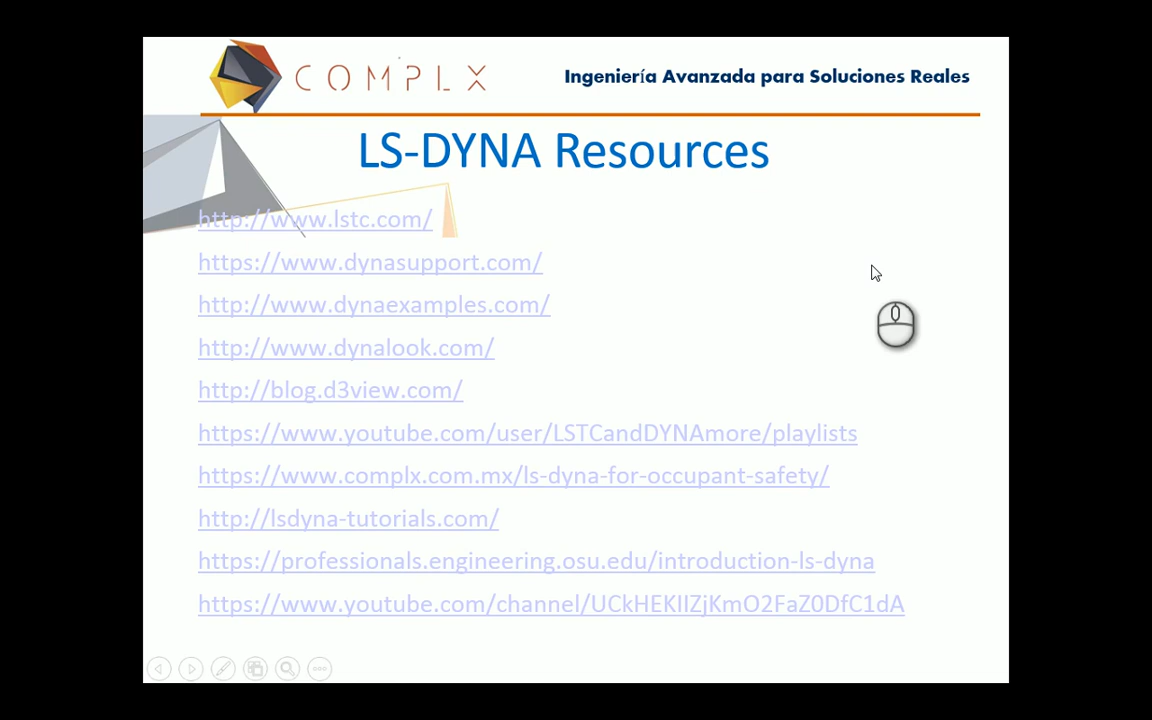 COMPLX
Ingeniería Avanzada para Soluciones Reales
LS-DYNA Resources
http://www.lstc.com/
https://www.dynasupport.com/
http://www.dynaexamples.com/
http://www.dynalook.com/
http://blog.d3view.com/
https://www.youtube.com/user/LSTCandDYNAmore/playlists
https://www.complx.com.mx/ls-dyna-for-occupant-safety/
http://lsdyna-tutorials.com/
https://professionals.engineering.osu.edu/introduction-ls-dyna
https://www.youtube.com/channel/UCkHEKIIZjKmO2FaZ0DfC1dA